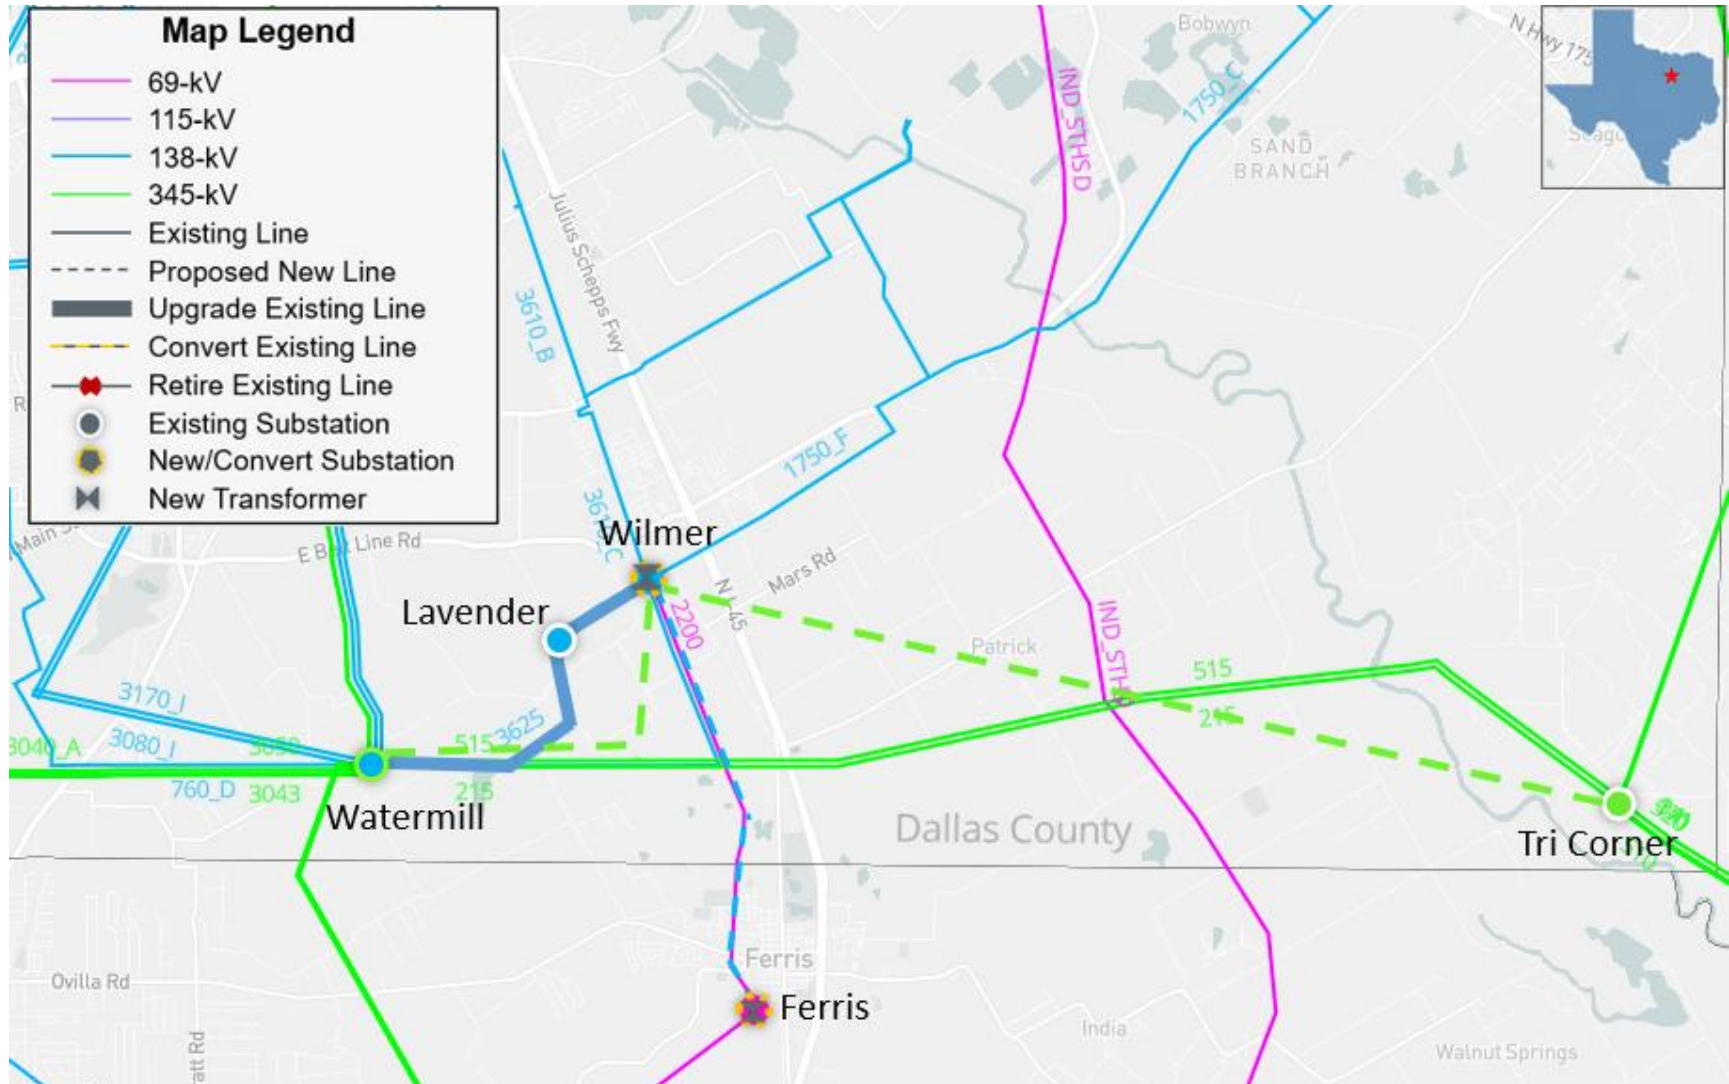 Map Legend
69-kV
115-kV
138-kV
345-kV
Existing Line
Proposed New Line
Upgrade Existing Line
Convert Existing Line
Retire Existing Line
Existing Substation
New/Convert Substation
New Transformer
Bobwyn
N Hwy 175
1750_C
IND_STHSD
SAND
BRANCH
Julius Schepps Fwy
3610_B
1750_F
Wilmer
E Belt Line Rd
Main
Mars Rd
N I-45
2200
Lavender
Patrick
515
215
3170_I
3080_I
3040_A
760_D
3043
515
3625
215
Watermill
Dallas County
Tri Corner
Ferris
Ferris
Ovilla Rd
India
Walnut Springs